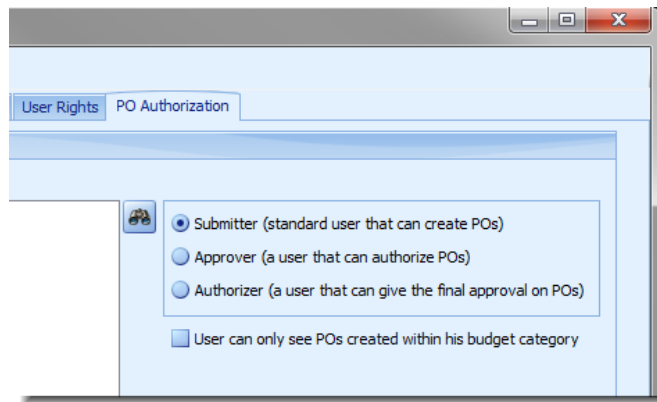 User Rights
PO Authorization
Submitter (standard user that can create POs)
Approver (a user that can authorize POs)
Authorizer (a user that can give the final approval on POs)
User can only see POs created within his budget category